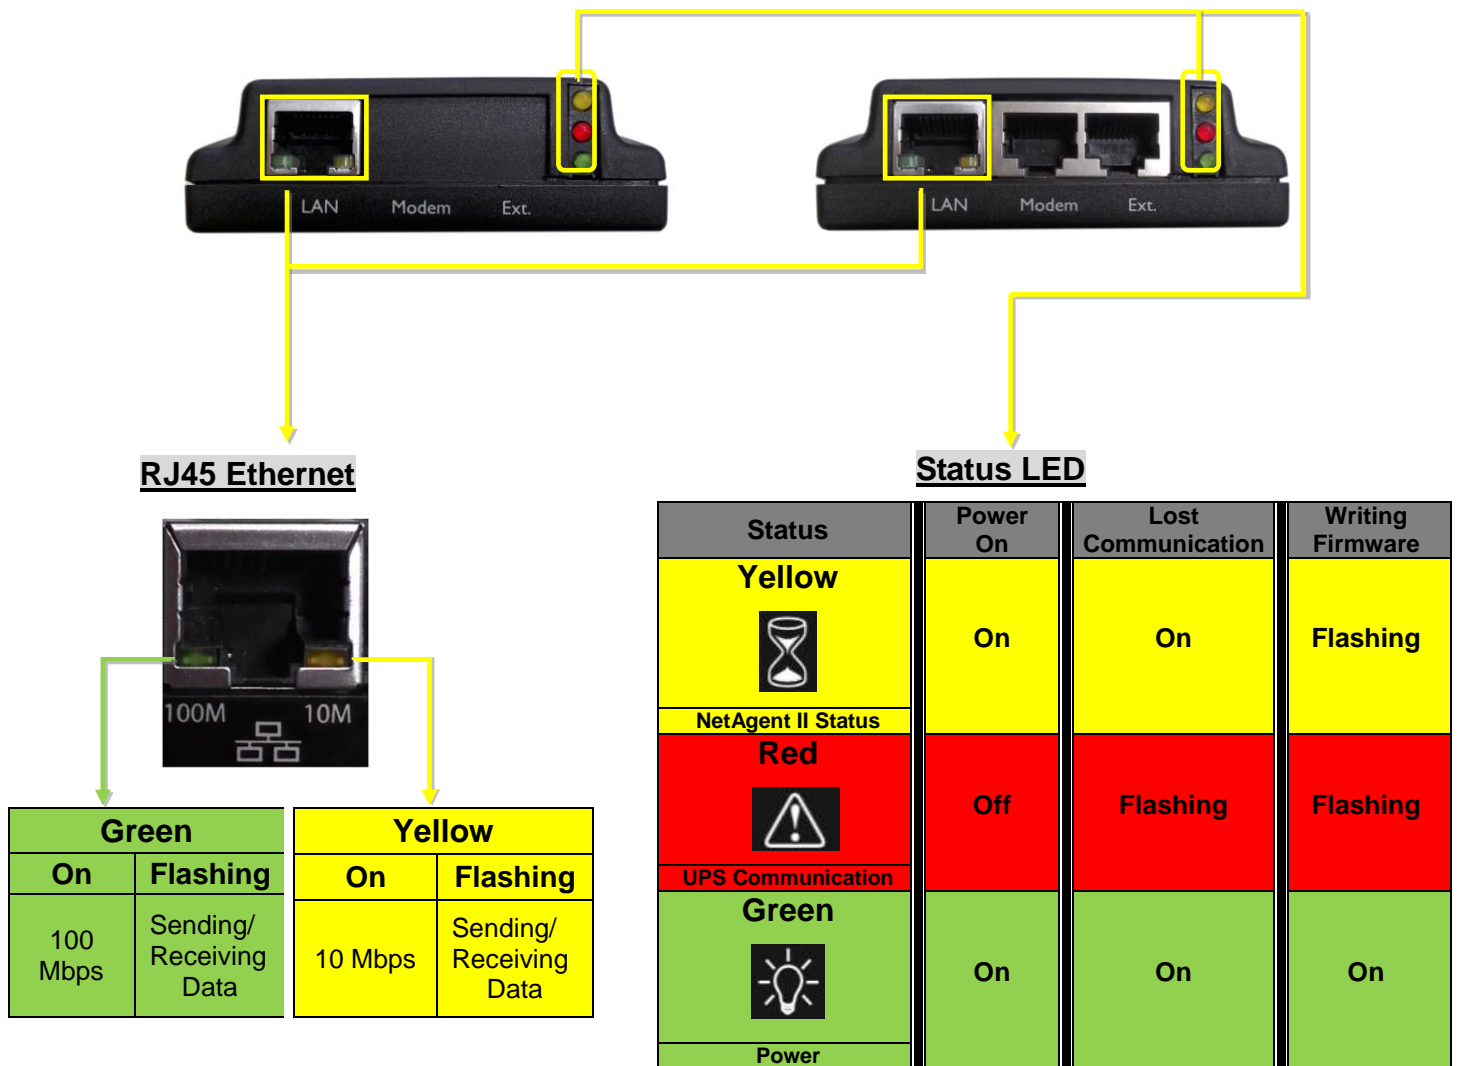 LAN Modem Ext.
LAN Modem Ext.
RJ45 Ethernet
100M 10M
Green
On Flashing
100
Mbps
Sending/
Receiving
Data
Yellow
On Flashing
10 Mbps
Sending/
Receiving
Data
Status LED
Status
Power
On
Lost
Communication
Writing
Firmware
Yellow
NetAgent II Status
On
On
Flashing
Red
UPS Communication
Off
Flashing
Flashing
Green
Power
On
On
On